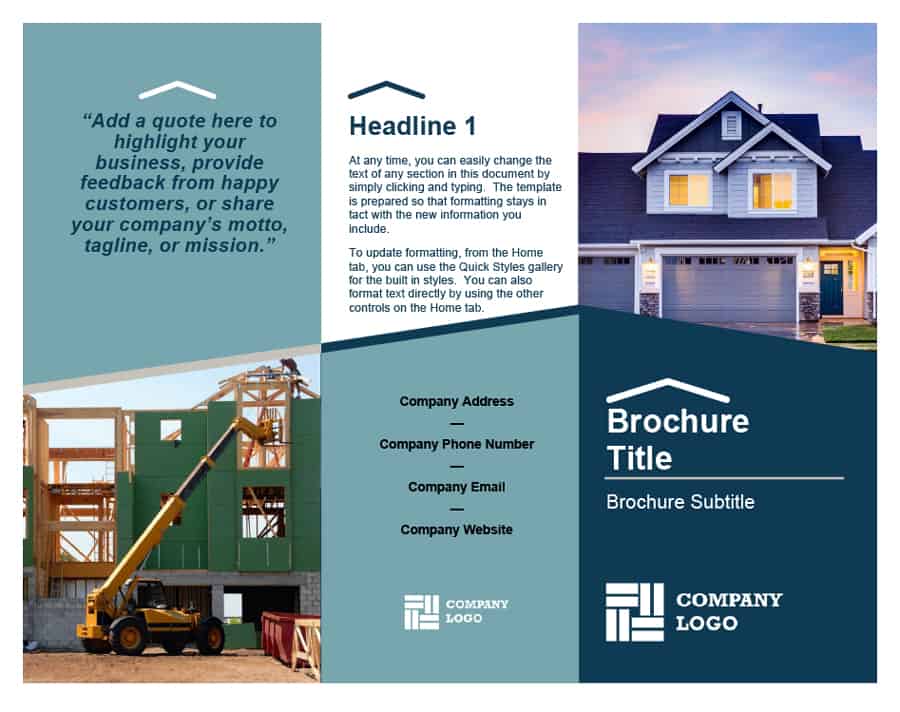 “Add a quote here to
highlight your
business, provide
feedback from happy
customers, or share
your company’s motto,
tagline, or mission.”
Headline 1
At any time, you can easily change the
text of any section in this document by
simply clicking and typing.  The template
is prepared so that formatting stays in
tact with the new information you
include.
To update formatting, from the Home
tab, you can use the Quick Styles gallery
for the built in styles.  You can also
format text directly by using the other
controls on the Home tab.
Company Address
—
Company Phone Number
—
Company Email
—
Company Website
COMPANY
LOGO
Brochure
Title
Brochure Subtitle
COMPANY
LOGO